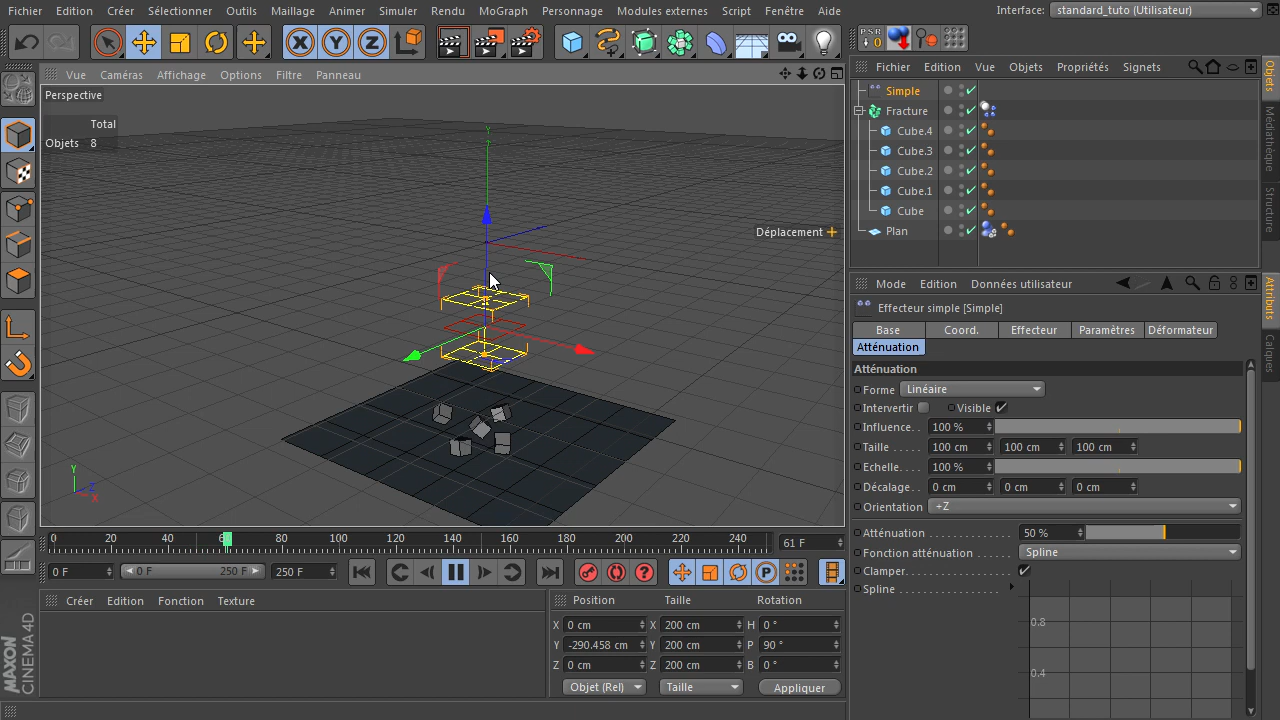 Fichier Edition Créer Sélectionner Outils Maillage Animer Simuler Rendu MoGraph Personnage Modules externes Script Fenêtre Aide Interface: standard_tuto (Utilisateur)
PSR
0
Vue Caméras Affichage Options Filtre Panneau
Fichier Edition Vue Objets Propriétés Signets
Perspective
Total
Objets 8
Y
Déplacement
Y
Z
X
Simple
Fracture
Cube.4
Cube.3
Cube.2
Cube.1
Cube
Plan
Objets
Médiathèque
Structure
Mode Edition Données utilisateur
Effecteur simple [Simple]
Base Coord. Effecteur Paramètres Déformateur
Atténuation
Atténuation
Forme Linéaire
Intervertir Visible
Influence. . 100 %
Taille . . . . . 100 cm 100 cm 100 cm
Echelle. . . . 100 %
Décalage. . 0 cm 0 cm 0 cm
Orientation +Z
Atténuation . . . . . . . . . . . . . 50 %
Fonction atténuation . . . . . . Spline
Clamper. . . . . . . . . . . . . . . . .
Spline . . . . . . . . . . . . . . . . . .
0.8
0.4
Attributs
Calques
0 20 40 60 80 100 120 140 160 180 200 220 240 61 F
0 F 0 F 250 F 250 F
Créer Edition Fonction Texture
Position Taille Rotation
X 0 cm X 200 cm H 0 °
Y -290.458 cm Y 200 cm P 90 °
Z 0 cm Z 200 cm B 0 °
Objet (Rel) Taille Appliquer
MAXON
CINEMA 4D